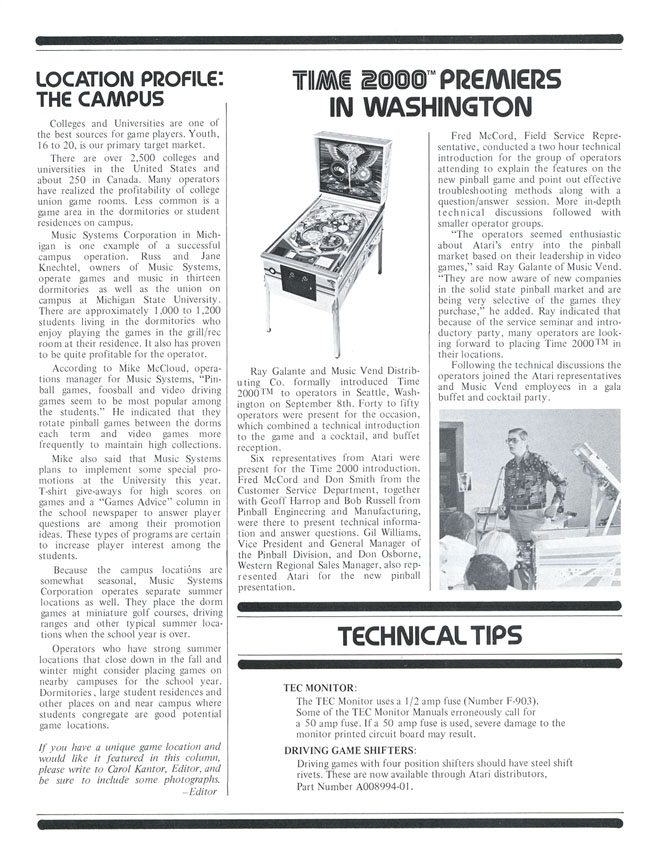 LOCATION PROFILE:
THE CAMPUS
Colleges and Universities are one of
the best sources for game players. Youth,
16 to 20, is our primary target market.
There are over 2,500 colleges and
universities in the United States and
about 250 in Canada. Many operators
have realized the profitability of college
union game rooms. Less common is a
game area in the dormitories or student
residences on campus.
Music Systems Corporation in Mich-
igan is one example of a successful
campus operation. Russ and Jane
Knechtel, owners of Music Systems,
operate games and music in thirteen
dormitories as well as the union on
campus at Michigan State University.
There are approximately 1,000 to 1,200
students living in the dormitories who
enjoy playing the games in the grill/rec
room at their residence. It also has proven
to be quite profitable for the operator.
According to Mike McCloud, opera-
tions manager for Music Systems, "Pin-
ball games, foosball and video driving
games seem to be most popular among
the students." He indicated that they
rotate pinball games between the dorms
each term and video games more
frequently to maintain high collections.
Mike also said that Music Systems
plans to implement some special pro-
motions at the University this year.
T-shirt give-aways for high scores on
games and a "Games Advice" column in
the school newspaper to answer player
questions are among their promotion
ideas. These types of programs are certain
to increase player interest among the
students.
Because the campus locations are
somewhat seasonal, Music Systems
Corporation operates separate summer
locations as well. They place the dorm
games at miniature golf courses, driving
ranges and other typical summer loca-
tions when the school year is over.
Operators who have strong summer
locations that close down in the fall and
winter might consider placing games on
nearby campuses for the school year.
Dormitories, large student residences and
other places on and near campus where
students congregate are good potential
game locations.
If you have a unique game location and
would like it featured in this column,
please write to Carol Kantor, Editor, and
be sure to include some photographs.
–Editor
TIME 2000™ PREMIERS
IN WASHINGTON
Ray Galante and Music Vend Distrib-
uting Co. formally introduced Time
2000™ to operators in Seattle, Wash-
ington on September 8th. Forty to fifty
operators were present for the occasion,
which combined a technical introduction
to the game and a cocktail, and buffet
reception.
Six representatives from Atari were
present for the Time 2000 introduction.
Fred McCord and Don Smith from the
Customer Service Department, together
with Geoff Harrop and Bob Russell from
Pinball Engineering and Manufacturing,
were there to present technical informa-
tion and answer questions. Gil Williams,
Vice President and General Manager of
the Pinball Division, and Don Osborne,
Western Regional Sales Manager, also rep-
resented Atari for the new pinball
presentation.
Fred McCord, Field Service Repre-
sentative, conducted a two hour technical
introduction for the group of operators
attending to explain the features on the
new pinball game and point out effective
troubleshooting methods along with a
question/answer session. More in-depth
technical discussions followed with
smaller operator groups.
"The operators seemed enthusiastic
about Atari's entry into the pinball
market based on their leadership in video
games," said Ray Galante of Music Vend.
"They are now aware of new companies
in the solid state pinball market and are
being very selective of the games they
purchase," he added. Ray indicated that
because of the service seminar and intro-
ductory party, many operators are look-
ing forward to placing Time 2000™ in
their locations.
Following the technical discussions the
operators joined the Atari representatives
and Music Vend employees in a gala
buffet and cocktail party.
TECHNICAL TIPS
TEC MONITOR:
The TEC Monitor uses a 1/2 amp fuse (Number F-903).
Some of the TEC Monitor Manuals erroneously call for
a 50 amp fuse. If a 50 amp fuse is used, severe damage to the
monitor printed circuit board may result.
DRIVING GAME SHIFTERS:
Driving games with four position shifters should have steel shift
rivets. These are now available through Atari distributors,
Part Number A008994-01.